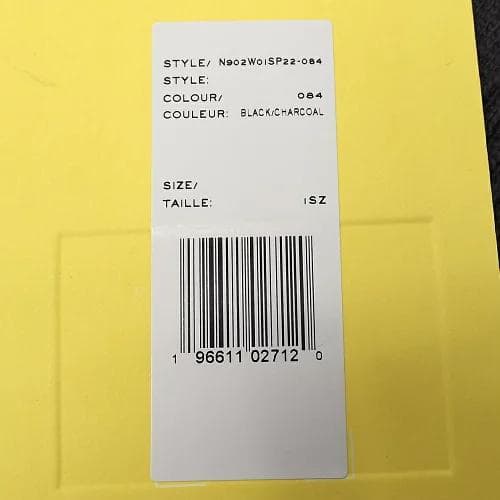 STYLE/ N902W01SP22-084
STYLE:
COLOUR/ 084
COULEUR: BLACK/CHARCOAL
SIZE/
TAILLE: 1SZ
1 96611 02712 0